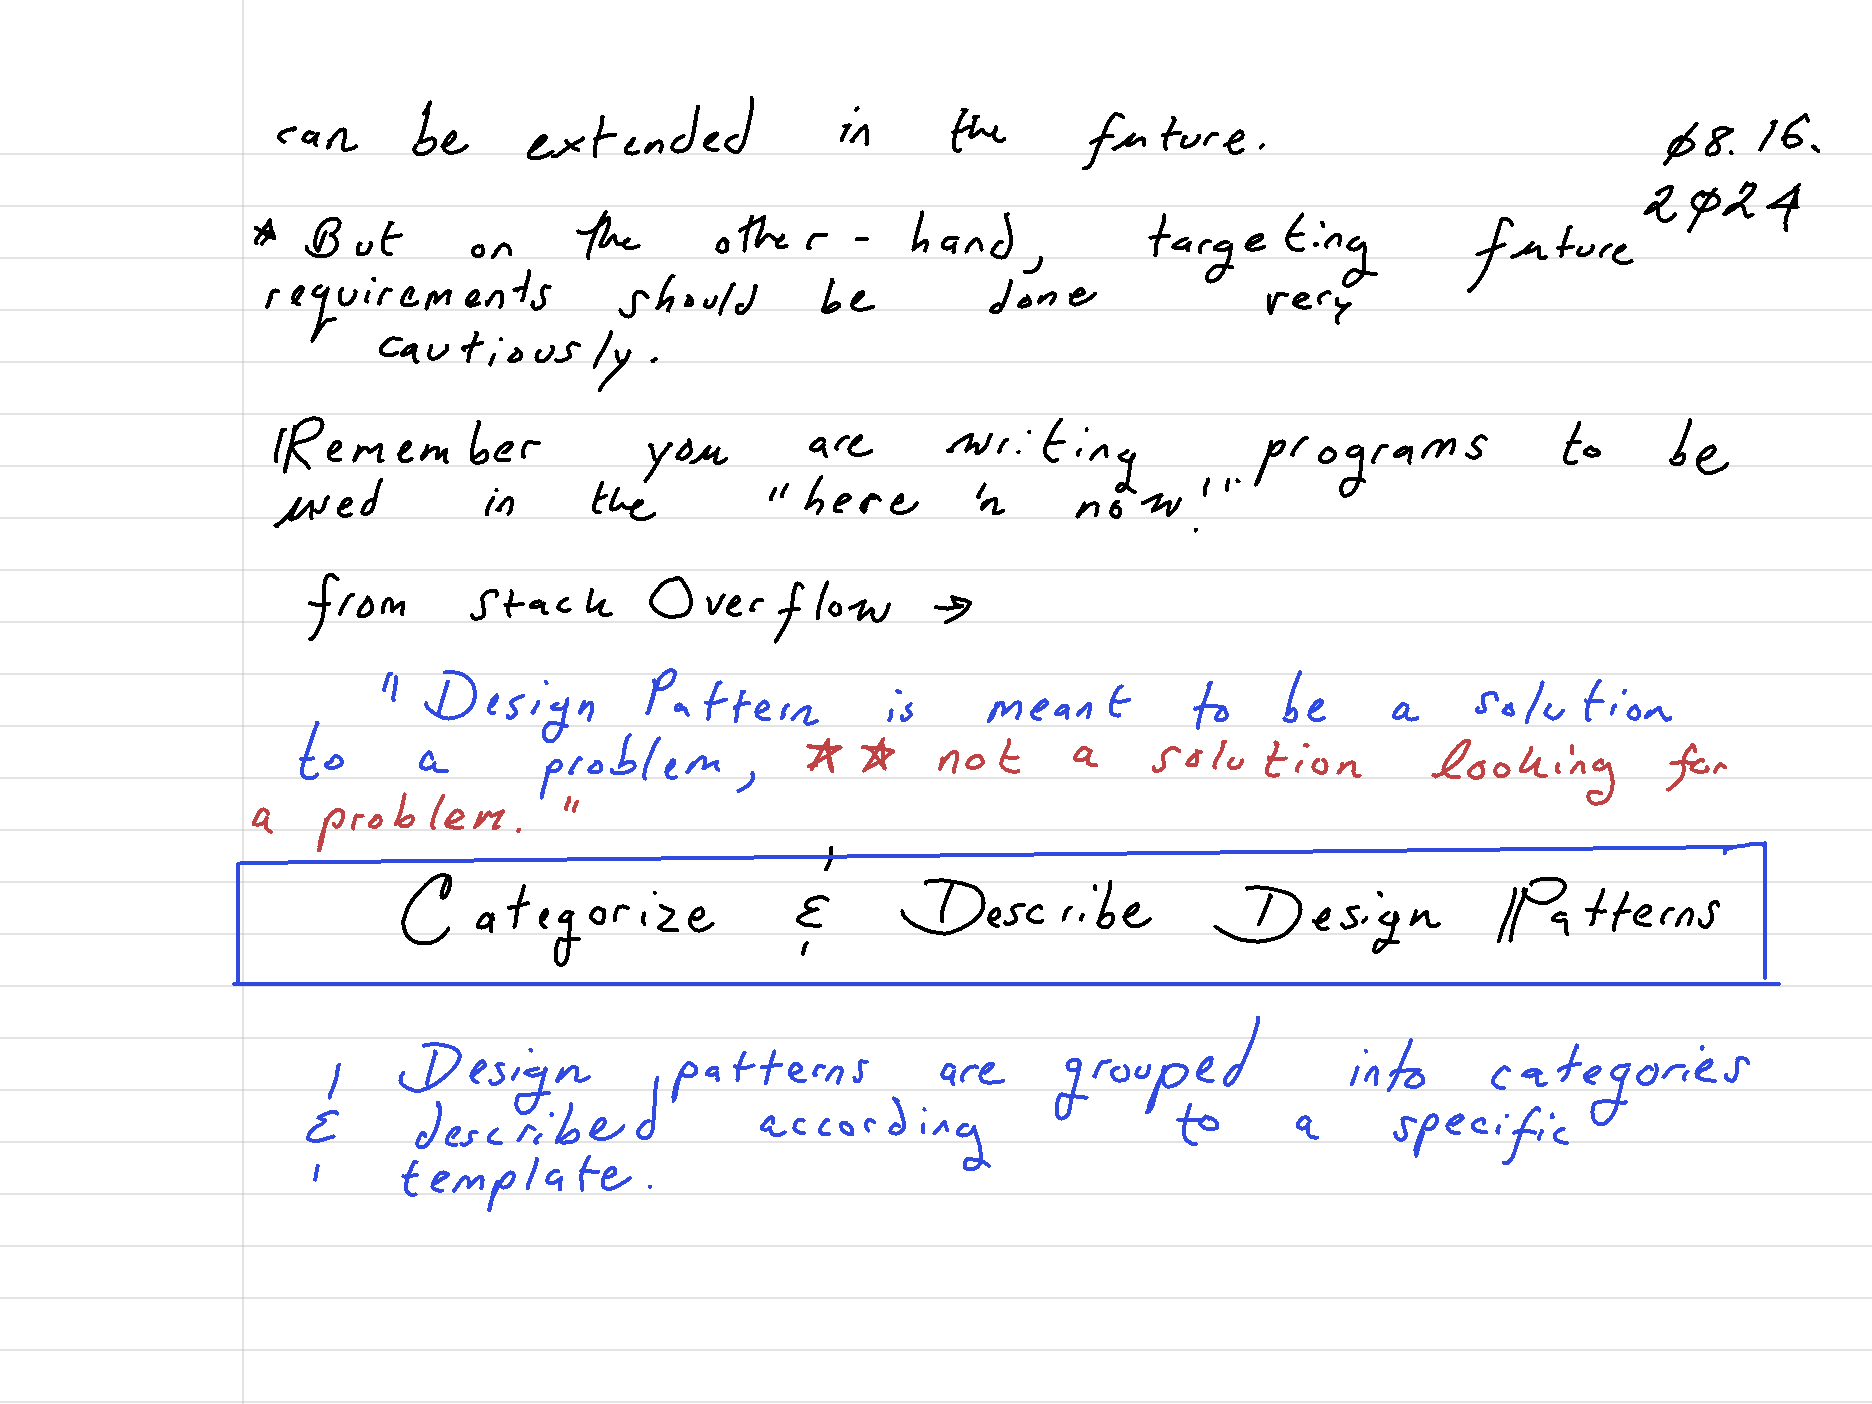 can be extended in the future.
08.16.
2024
* But on the other-hand, targeting future
requirements should be done very
cautiously.
Remember you are writing programs to be
used in the "here 'n now!"
from stack Overflow →
"Design Pattern is meant to be a solution
to a problem, ★★ not a solution looking for
a problem."
Categorize & Describe Design Patterns
Design patterns are grouped into categories
& described according to a specific
template.